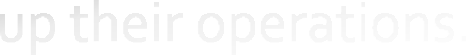 up their operations.